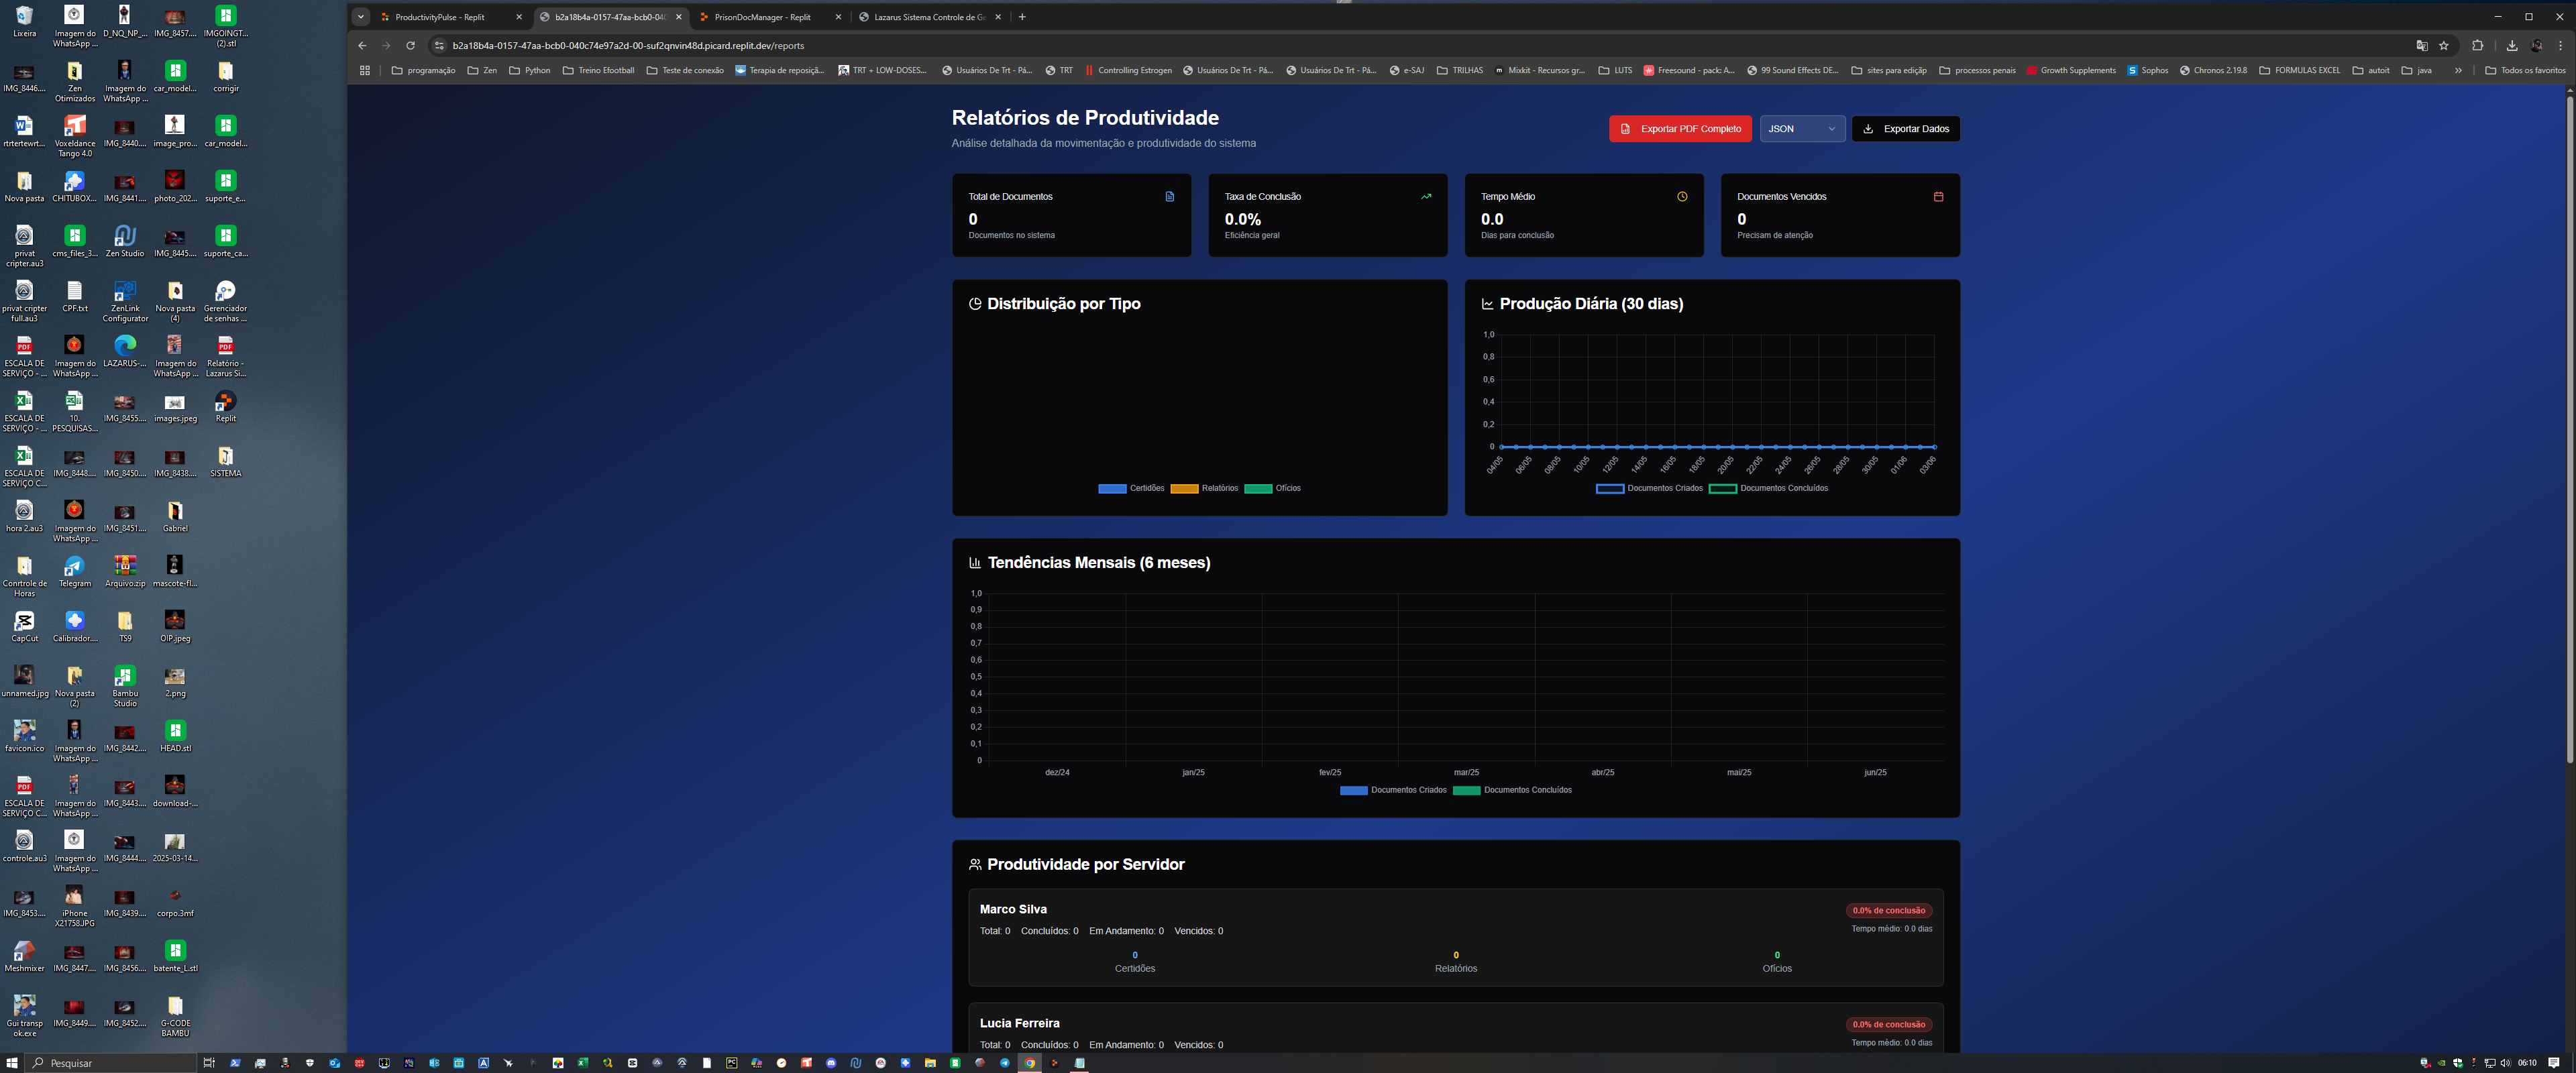 ProductivityPulse - Replit
b2a18b4a-0157-47aa-bcb0-040
PrisonDocManager - Replit
Lazarus Sistema Controle de Ge
b2a18b4a-0157-47aa-bcb0-040c74e97a2d-00-suf2qnvin48d.picard.replit.dev/reports
programação
Zen
Python
Treino Efootball
Teste de conexão
Terapia de reposiçã...
TRT + LOW-DOSES...
Usuários De Trt - Pá...
TRT
Controlling Estrogen
Usuários De Trt - Pá...
Usuários De Trt - Pá...
e-SAJ
TRILHAS
Mixkit - Recursos gr...
LUTS
Freesound - pack: A...
99 Sound Effects DE...
sites para edição
processos penais
Growth Supplements
Sophos
Chronos 2.19.8
FORMULAS EXCEL
autoit
java
Todos os favoritos
Relatórios de Produtividade
Análise detalhada da movimentação e produtividade do sistema
Exportar PDF Completo
JSON
Exportar Dados
Total de Documentos
0
Documentos no sistema
Taxa de Conclusão
0.0%
Eficiência geral
Tempo Médio
0.0
Dias para conclusão
Documentos Vencidos
0
Precisam de atenção
Distribuição por Tipo
Certidões Relatórios Ofícios
Produção Diária (30 dias)
1,0
0,8
0,6
0,4
0,2
0
04/05 06/05 08/05 10/05 12/05 14/05 16/05 18/05 20/05 22/05 24/05 26/05 28/05 30/05 01/06 03/06
Documentos Criados Documentos Concluídos
Tendências Mensais (6 meses)
1,0
0,9
0,8
0,7
0,6
0,5
0,4
0,3
0,2
0,1
0
dez/24 jan/25 fev/25 mar/25 abr/25 mai/25 jun/25
Documentos Criados Documentos Concluídos
Produtividade por Servidor
Marco Silva
0.0% de conclusão
Total: 0 Concluídos: 0 Em Andamento: 0 Vencidos: 0
Tempo médio: 0.0 dias
0
Certidões
0
Relatórios
0
Ofícios
Lucia Ferreira
0.0% de conclusão
Total: 0 Concluídos: 0 Em Andamento: 0 Vencidos: 0
Tempo médio: 0.0 dias
Lixeira
Imagem do WhatsApp ...
D_NQ_NP_...
IMG_8457....
IMGOINGT... (2).stl
IMG_8446....
Zen Otimizados
Imagem do WhatsApp ...
car_model...
corrigir
rtrtertewrt...
Voxeldance Tango 4.0
IMG_8440....
image_pro...
car_model...
Nova pasta
CHITUBOX...
IMG_8441....
photo_202...
suporte_e...
privat cripter.au3
cms_files_3...
Zen Studio
IMG_8445....
suporte_ca...
privat cripter full.au3
CPF.txt
ZenLink Configurator
Nova pasta (4)
Gerenciador de senhas ...
ESCALA DE SERVIÇO - ...
Imagem do WhatsApp ...
LAZARUS-...
Imagem do WhatsApp ...
Relatório - Lazarus Si...
ESCALA DE SERVIÇO - ...
10. PESQUISAS...
IMG_8455....
images.jpeg
Replit
ESCALA DE SERVIÇO C...
IMG_8448....
IMG_8450....
IMG_8438....
SISTEMA
hora 2.au3
Imagem do WhatsApp ...
IMG_8451....
Gabriel
Conrtrole de Horas
Telegram
Arquivo.zip
mascote-fl...
CapCut
Calibrador....
TS9
OIP.jpeg
unnamed.jpg
Nova pasta (2)
Bambu Studio
2.png
favicon.ico
Imagem do WhatsApp ...
IMG_8442....
HEAD.stl
ESCALA DE SERVIÇO C...
Imagem do WhatsApp ...
IMG_8443....
download-...
controle.au3
Imagem do WhatsApp ...
IMG_8444....
2025-03-14...
IMG_8453....
iPhone X21758.JPG
IMG_8439....
corpo.3mf
Meshmixer
IMG_8447....
IMG_8456....
batente_L.stl
Gui transp ok.exe
IMG_8449....
IMG_8452....
G-CODE BAMBU
Pesquisar
06:10